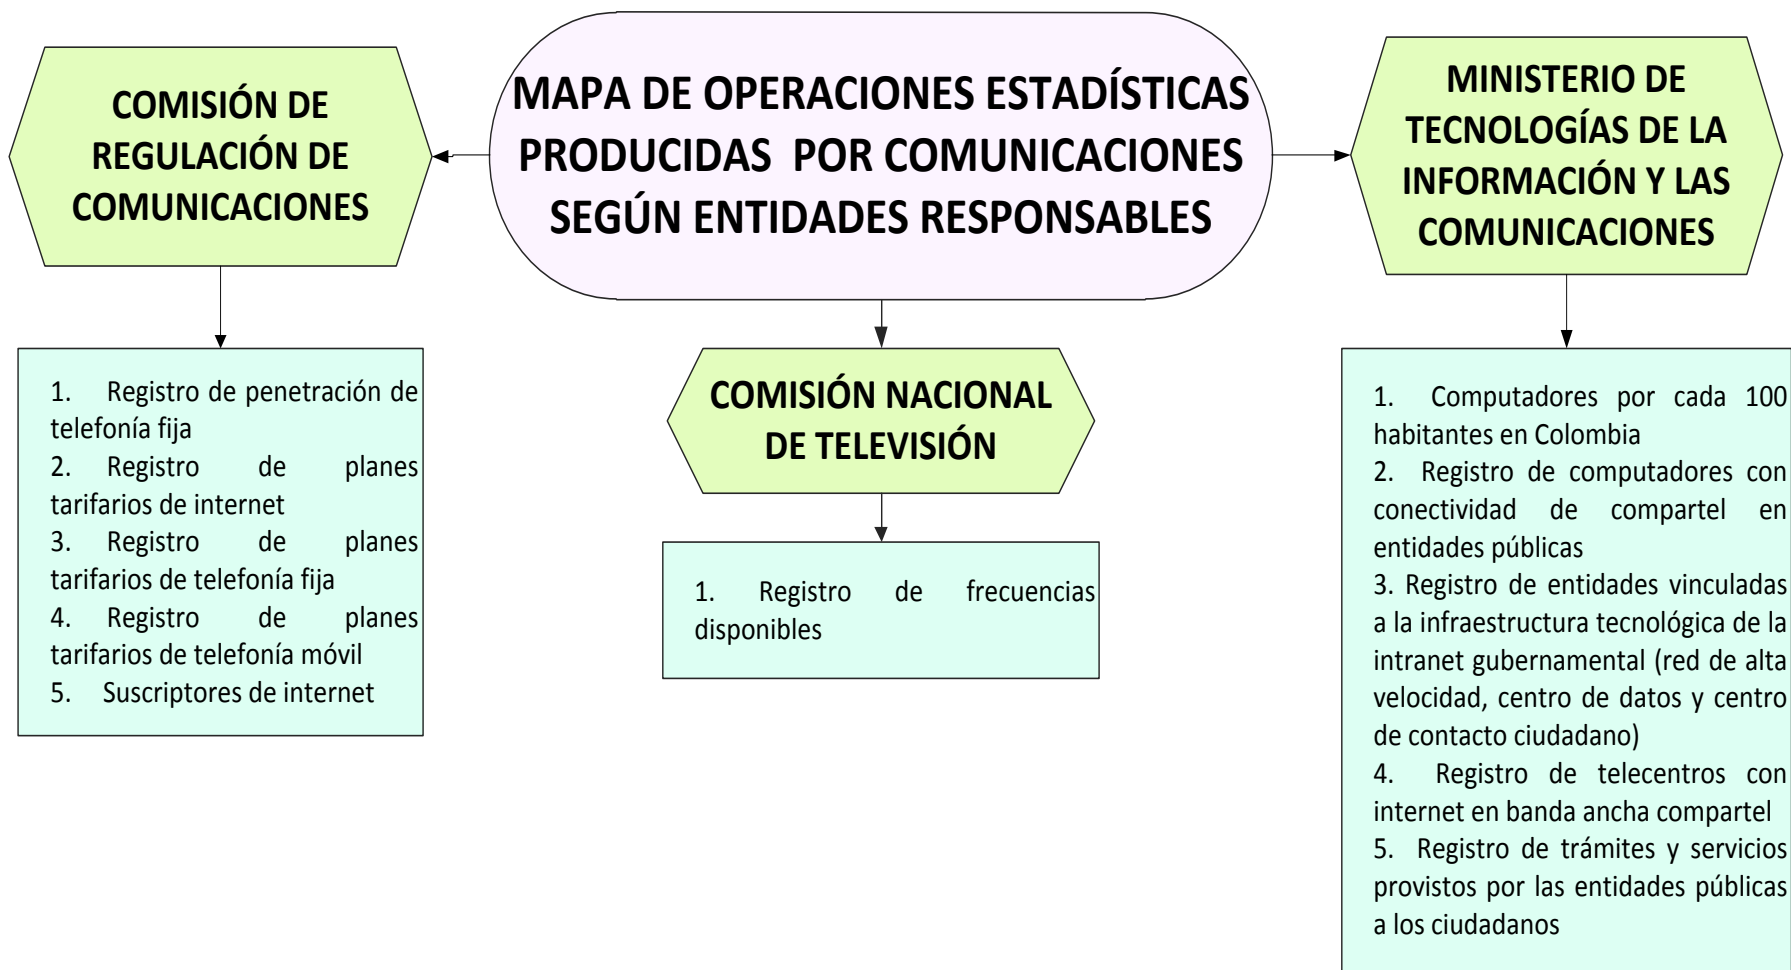 COMISIÓN DE
REGULACIÓN DE
COMUNICACIONES
MAPA DE OPERACIONES ESTADÍSTICAS
PRODUCIDAS POR COMUNICACIONES
SEGÚN ENTIDADES RESPONSABLES
MINISTERIO DE
TECNOLOGÍAS DE LA
INFORMACIÓN Y LAS
COMUNICACIONES
1. Registro de penetración de
telefonía fija
2. Registro de planes
tarifarios de internet
3. Registro de planes
tarifarios de telefonía fija
4. Registro de planes
tarifarios de telefonía móvil
5. Suscriptores de internet
COMISIÓN NACIONAL
DE TELEVISIÓN
1. Registro de frecuencias
disponibles
1. Computadores por cada 100
habitantes en Colombia
2. Registro de computadores con
conectividad de compartel en
entidades públicas
3. Registro de entidades vinculadas
a la infraestructura tecnológica de la
intranet gubernamental (red de alta
velocidad, centro de datos y centro
de contacto ciudadano)
4. Registro de telecentros con
internet en banda ancha compartel
5. Registro de trámites y servicios
provistos por las entidades públicas
a los ciudadanos